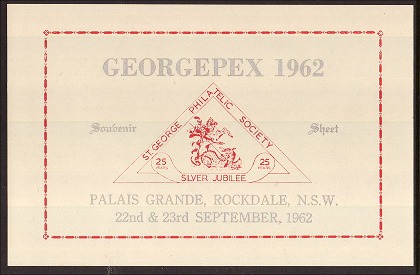 GEORGEPEX 1962
ST. GEORGE PHILATELIC SOCIETY
Souvenir Sheet
25 YEARS 25 YEARS
SILVER JUBILEE
PALAIS GRANDE, ROCKDALE, N.S.W.
22nd & 23rd SEPTEMBER, 1962